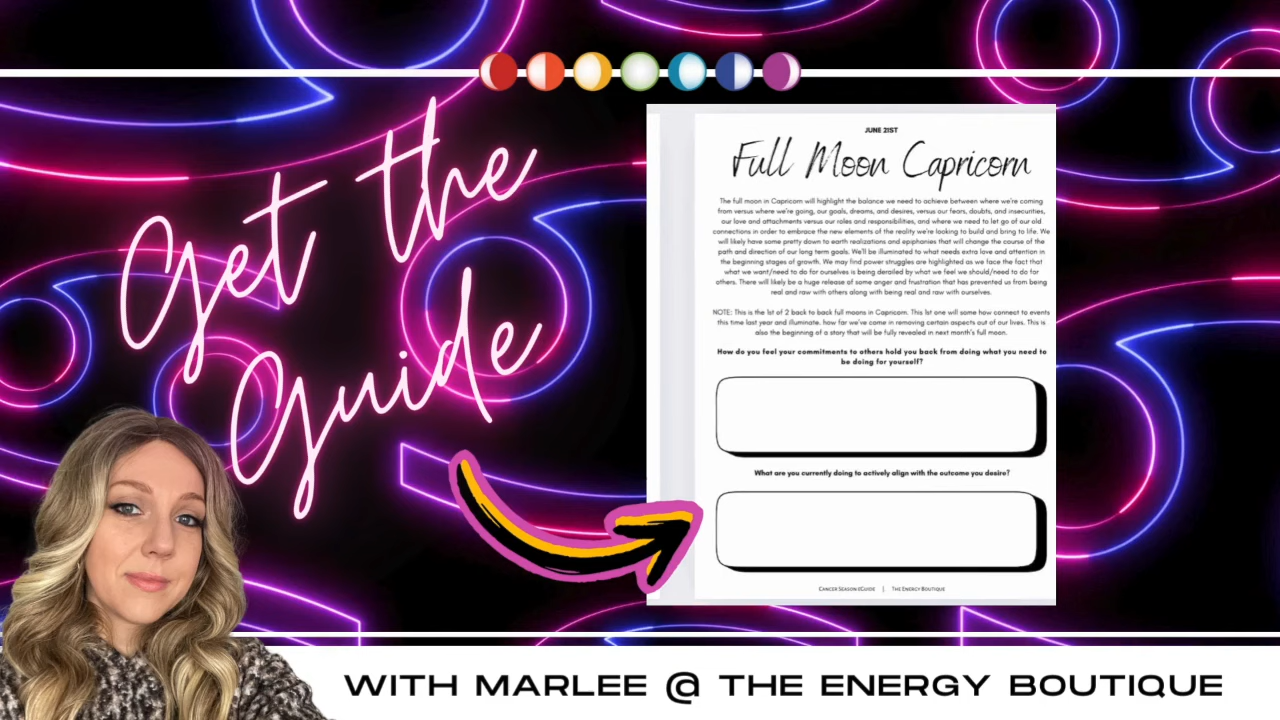 Get the
Guide
JUNE 21ST
Full Moon Capricorn
The full moon in Capricorn will highlight the balance we need to achieve between where we're coming
from versus where we're going, our goals, dreams, and desires, versus our fears, doubts, and insecurities,
our love and attachments versus our roles and responsibilities, and where we need to let go of our old
connections in order to embrace the new elements of the reality we're looking to build and bring to life. We
will likely have some pretty down to earth realizations and epiphanies that will change the course of the
path and direction of our long term goals. We'll be illuminated to what needs extra love and attention in
the beginning stages of growth. We may find power struggles are highlighted as we face the fact that
what we want/need to do for ourselves is being derailed by what we feel we should/need to do for
others. There will likely be a huge release of some anger and frustration that has prevented us from being
real and raw with others along with being real and raw with ourselves.
NOTE: This is the 1st of 2 back to back full moons in Capricorn. This 1st one will some how connect to events
this time last year and illuminate. how far we've come in removing certain aspects out of our lives. This is
also the beginning of a story that will be fully revealed in next month's full moon.
How do you feel your commitments to others hold you back from doing what you need to
be doing for yourself?
What are you currently doing to actively align with the outcome you desire?
CANCER SEASON EGUIDE | THE ENERGY BOUTIQUE
WITH MARLEE @ THE ENERGY BOUTIQUE